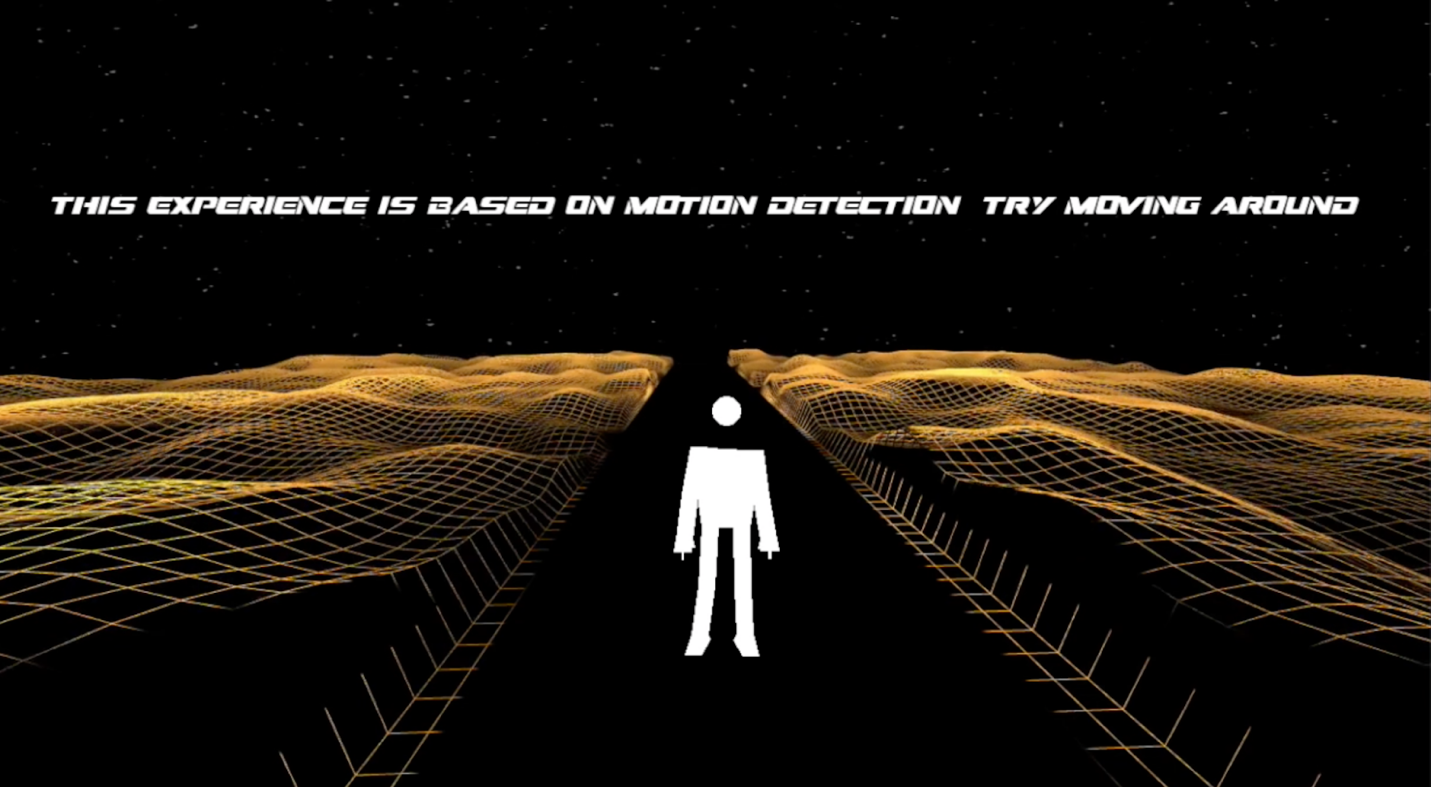 THIS EXPERIENCE IS BASED ON MOTION DETECTION  TRY MOVING AROUND